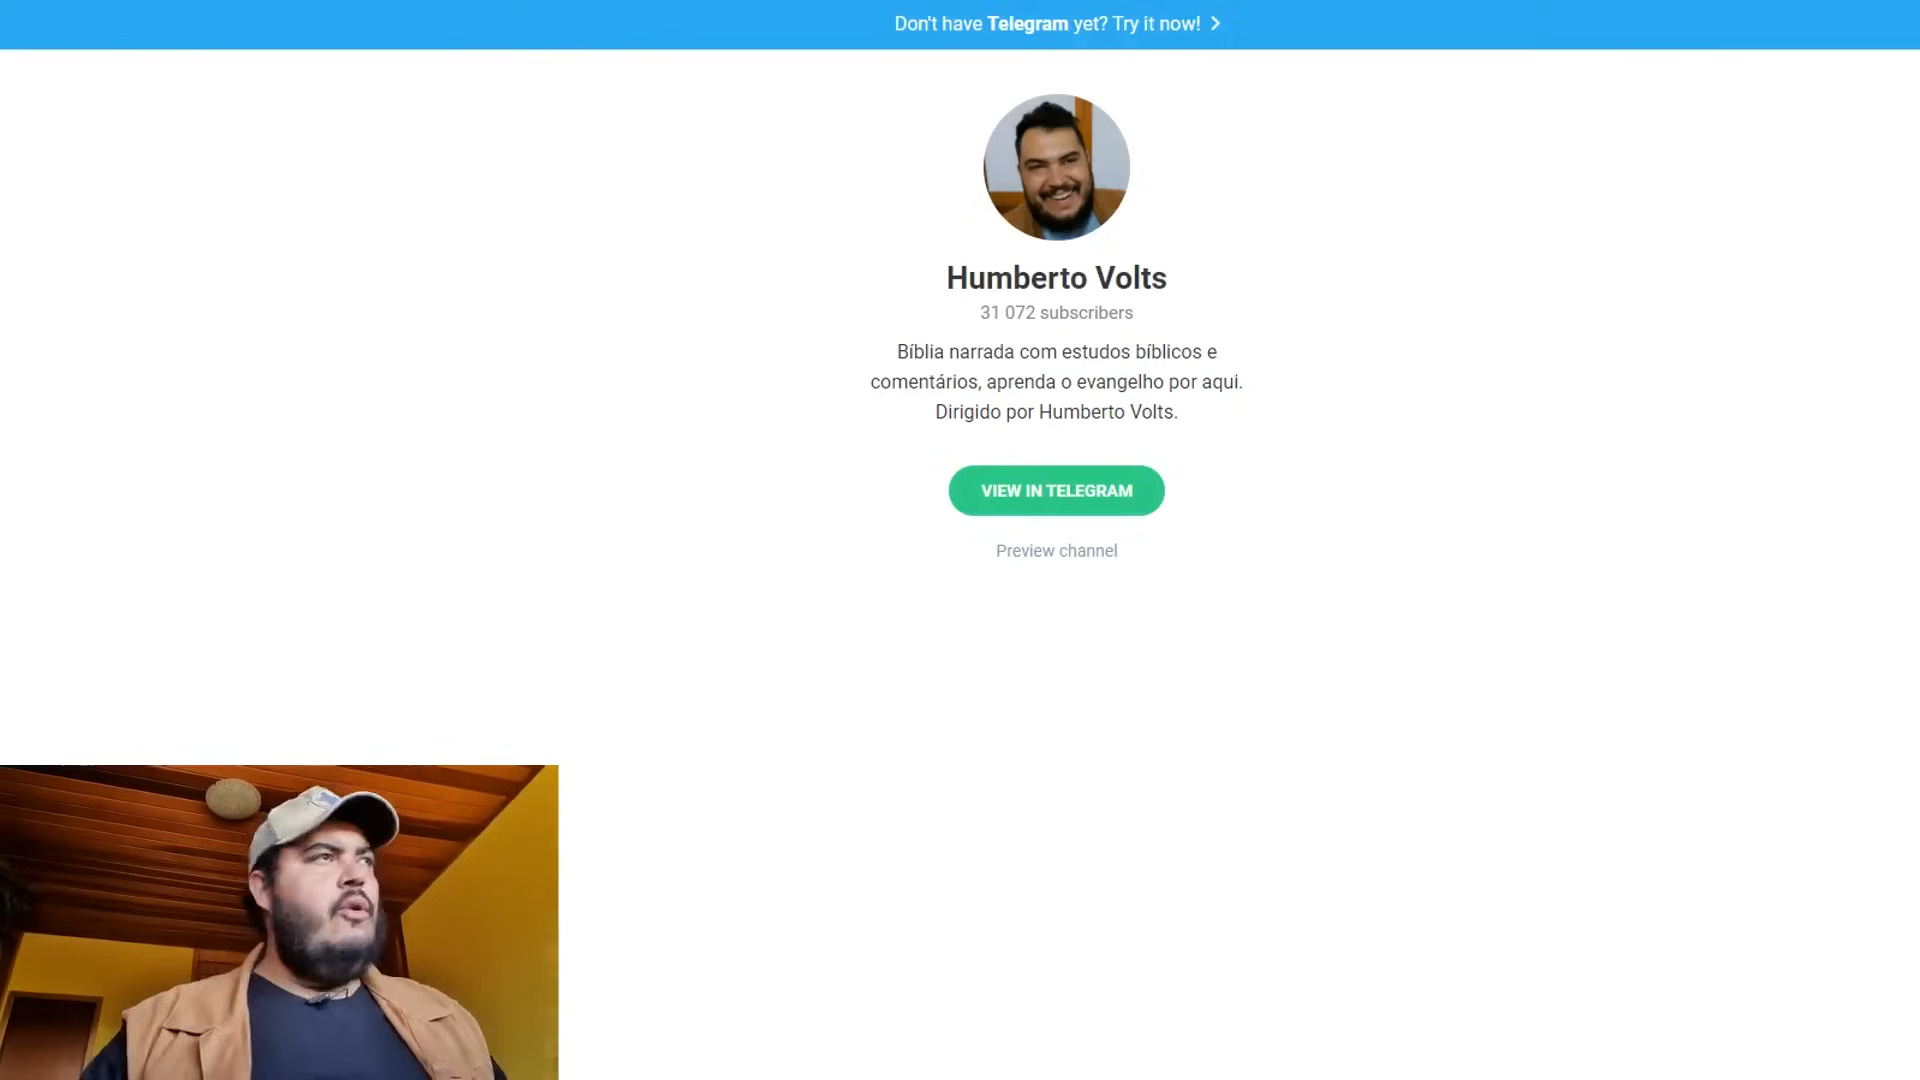 Don't have Telegram yet? Try it now!
Humberto Volts
31 072 subscribers
Bíblia narrada com estudos bíblicos e
comentários, aprenda o evangelho por aqui.
Dirigido por Humberto Volts.
VIEW IN TELEGRAM
Preview channel